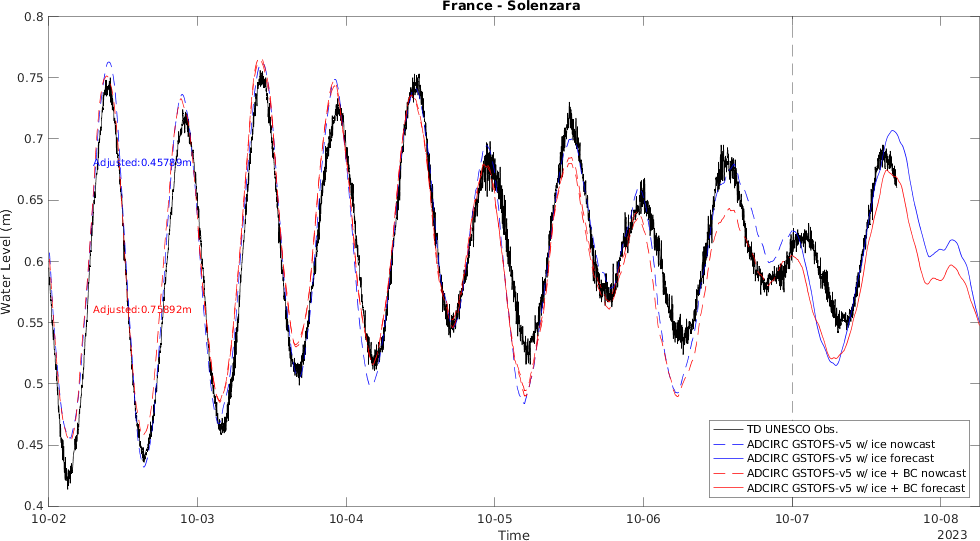 France - Solenzara
0.8
0.75
0.7
0.65
0.6
0.55
0.5
0.45
0.4
Water Level (m)
Adjusted:0.45789m
Adjusted:0.75892m
TD UNESCO Obs.
ADCIRC GSTOFS-v5 w/ ice nowcast
ADCIRC GSTOFS-v5 w/ ice forecast
ADCIRC GSTOFS-v5 w/ ice + BC nowcast
ADCIRC GSTOFS-v5 w/ ice + BC forecast
10-02 10-03 10-04 10-05 10-06 10-07 10-08
Time
2023